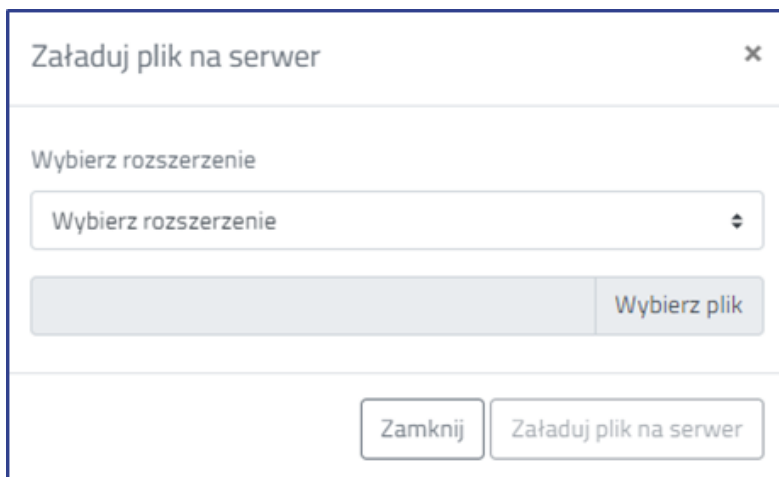 Załaduj plik na serwer ×
Wybierz rozszerzenie
Wybierz rozszerzenie
Wybierz plik
Zamknij Załaduj plik na serwer